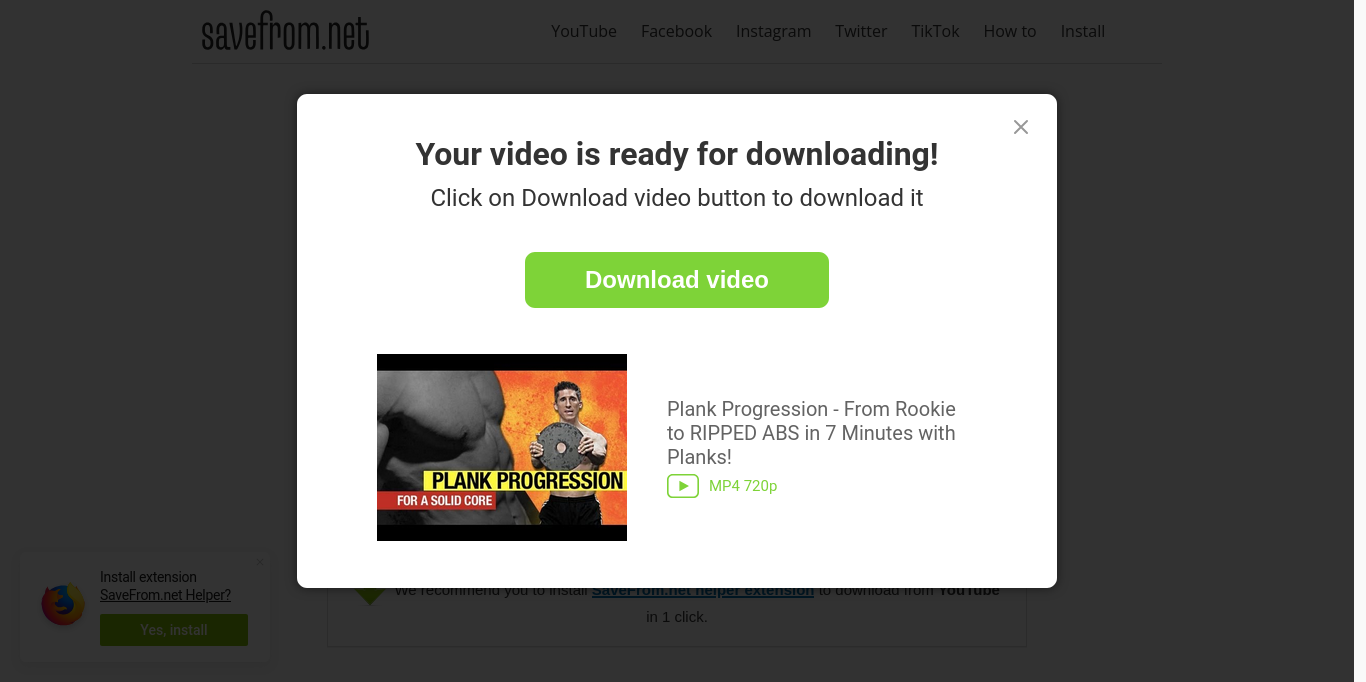 savefrom.net
YouTube Facebook Instagram Twitter TikTok How to Install
Your video is ready for downloading!
Click on Download video button to download it
Download video
PLANK PROGRESSION
FOR A SOLID CORE
Plank Progression - From Rookie
to RIPPED ABS in 7 Minutes with
Planks!
MP4 720p
Install extension
SaveFrom.net Helper?
Yes, install
We recommend you to install SaveFrom.net helper extension to download from YouTube
in 1 click.